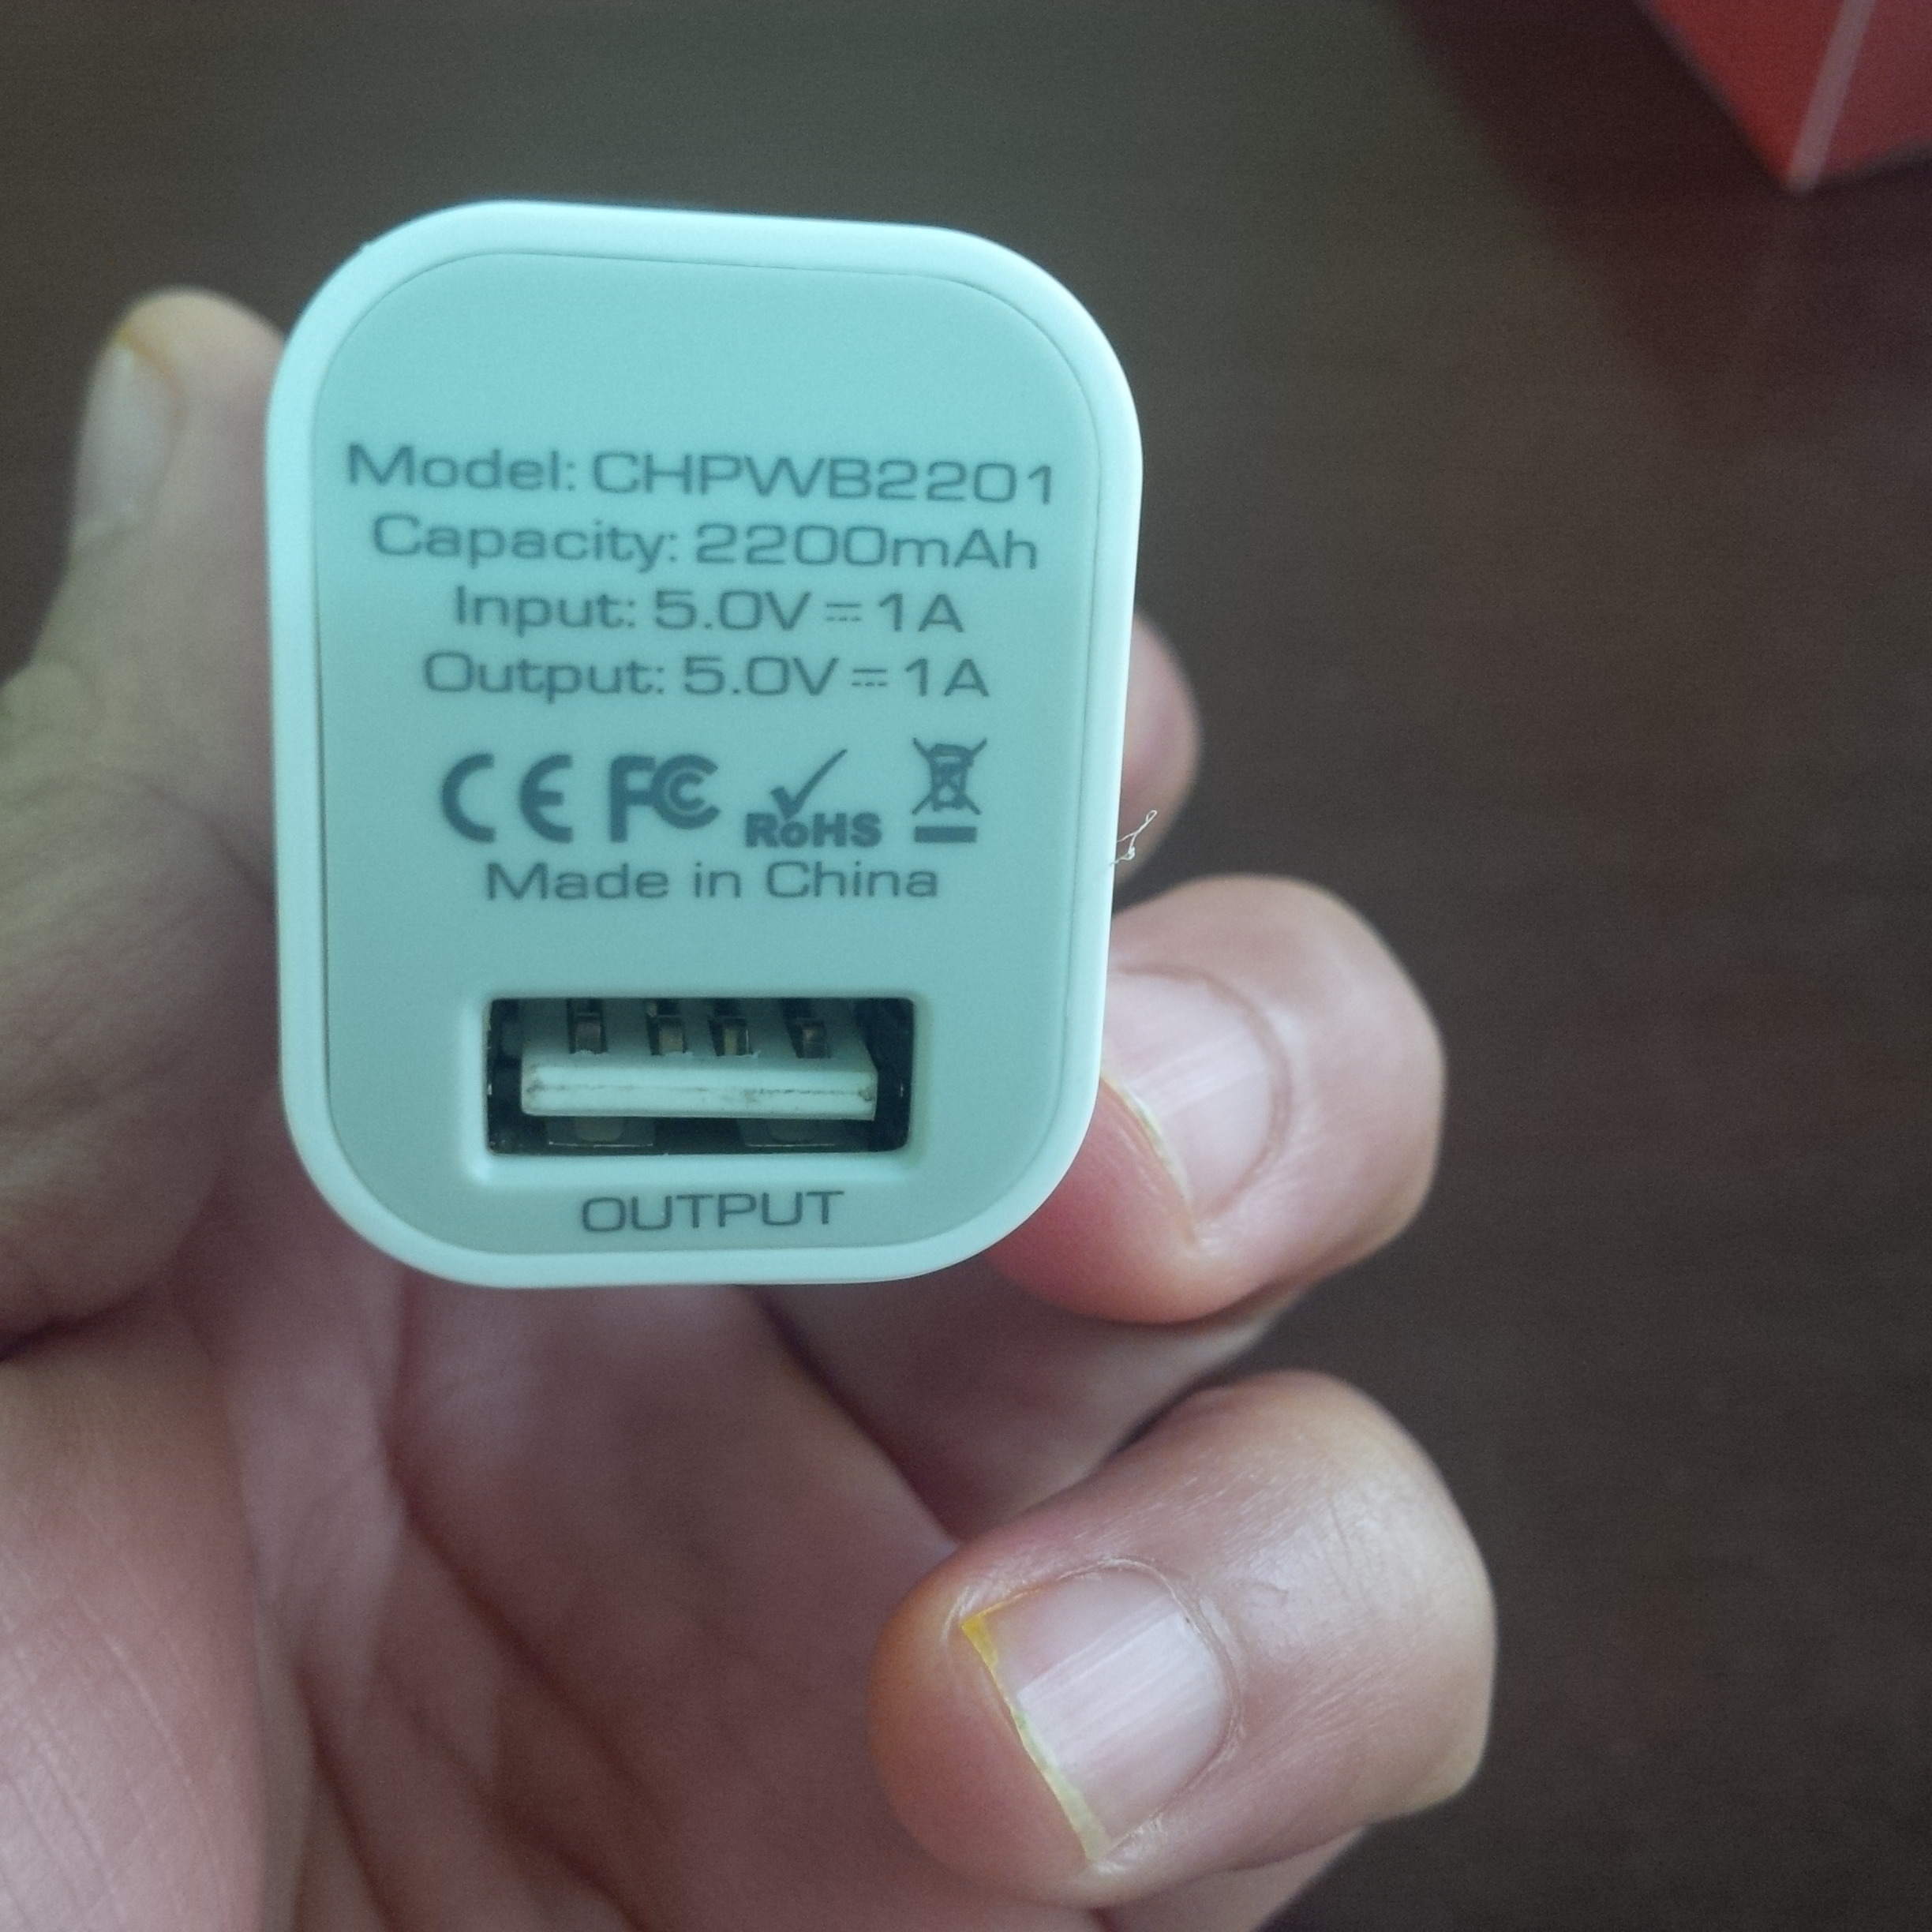 Model: CHPWB2201
Capacity: 2200mAh
Input: 5.0V⎓1A
Output: 5.0V⎓1A
CE FC RoHS
Made in China
OUTPUT